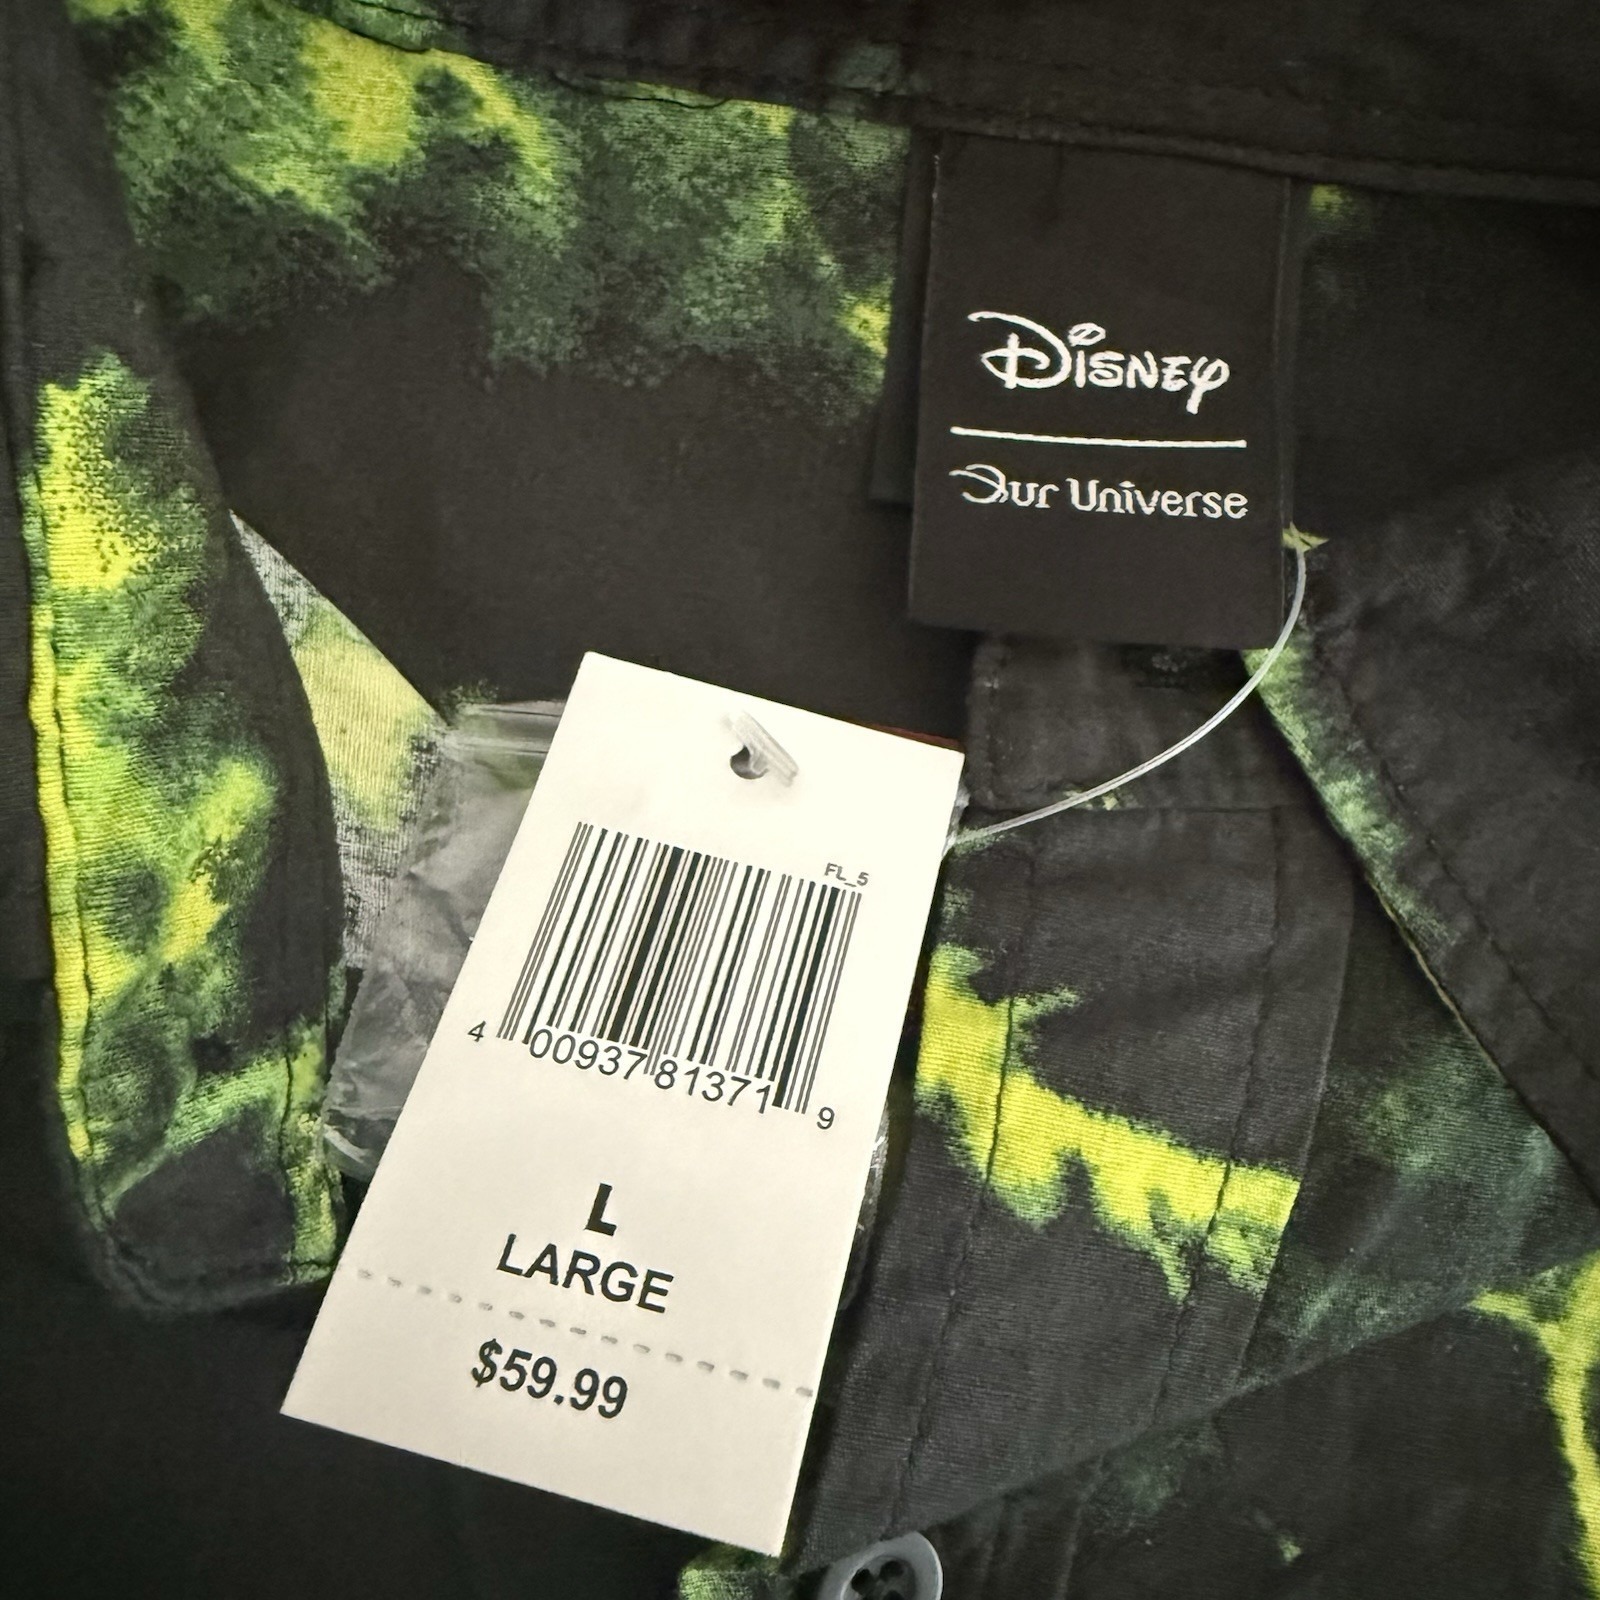 Disney
Our Universe
FL_5
4 00937 81371 9
L
LARGE
$59.99